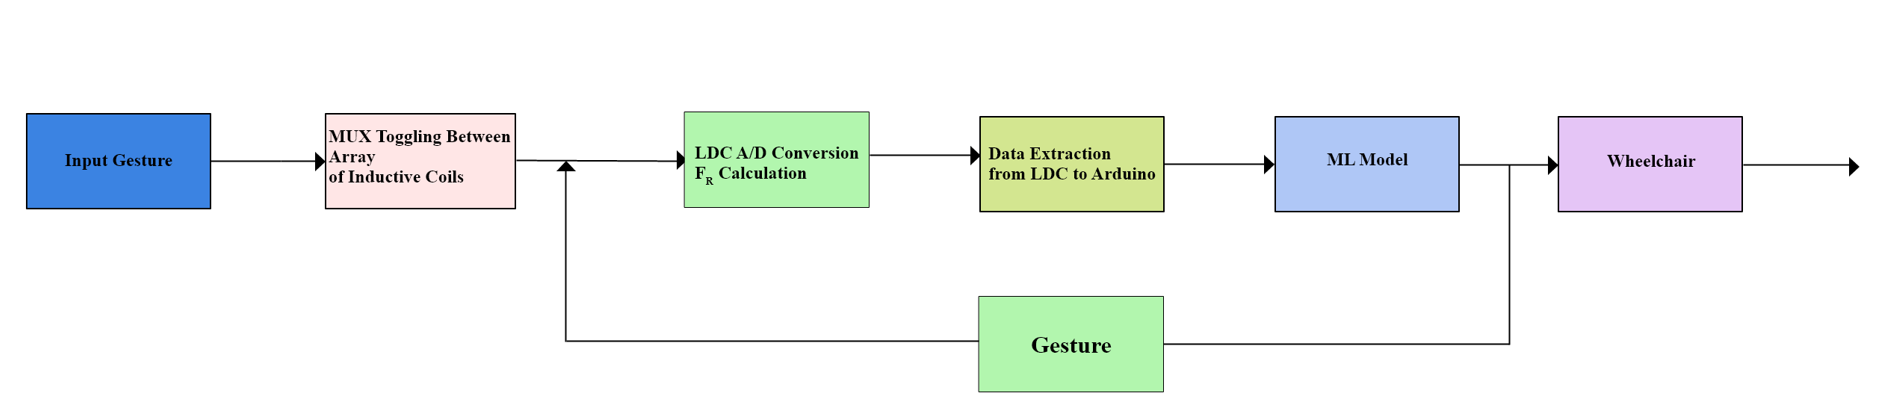 Input Gesture
MUX Toggling Between
Array
of Inductive Coils
LDC A/D Conversion
FR Calculation
Data Extraction
from LDC to Arduino
ML Model
Wheelchair
Gesture